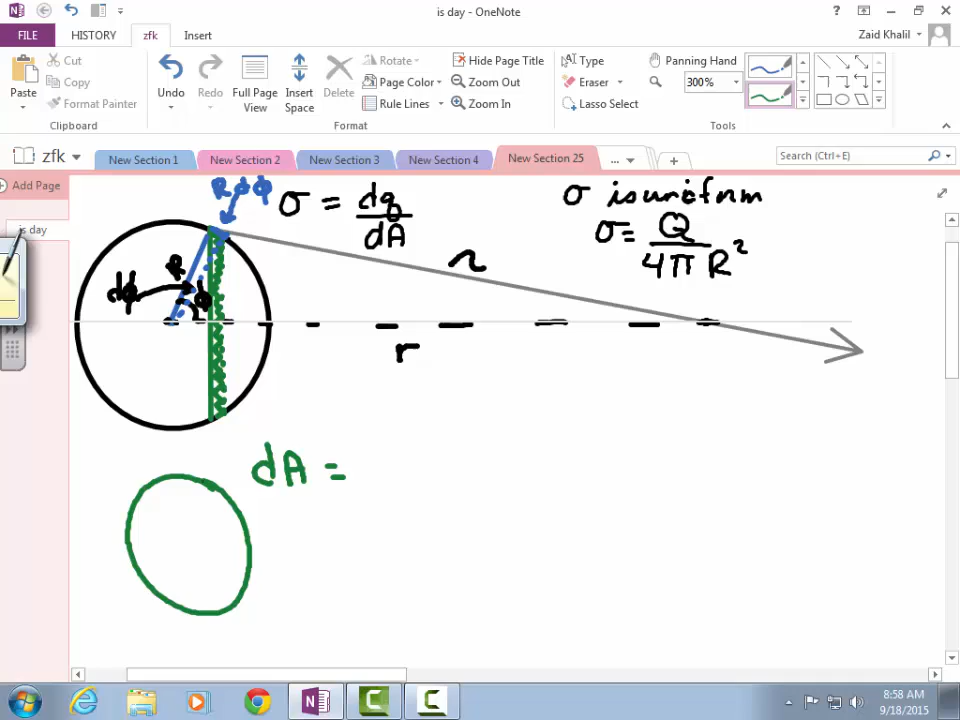 is day - OneNote
?
FILE
HISTORY
zfk
Insert
Zaid Khalil
Paste
Cut
Copy
Format Painter
Clipboard
Undo
Redo
Full Page View
Insert Space
Delete
Rotate
Page Color
Rule Lines
Hide Page Title
Zoom Out
Zoom In
Format
Type
Eraser
Lasso Select
Panning Hand
300%
Tools
zfk
New Section 1
New Section 2
New Section 3
New Section 4
New Section 25
...
+
Search (Ctrl+E)
Add Page
is day
σ = dq/dA
σ is uniform
σ = Q/4πR²
R
dϕ
ϕ
r
dA =
8:58 AM
9/18/2015